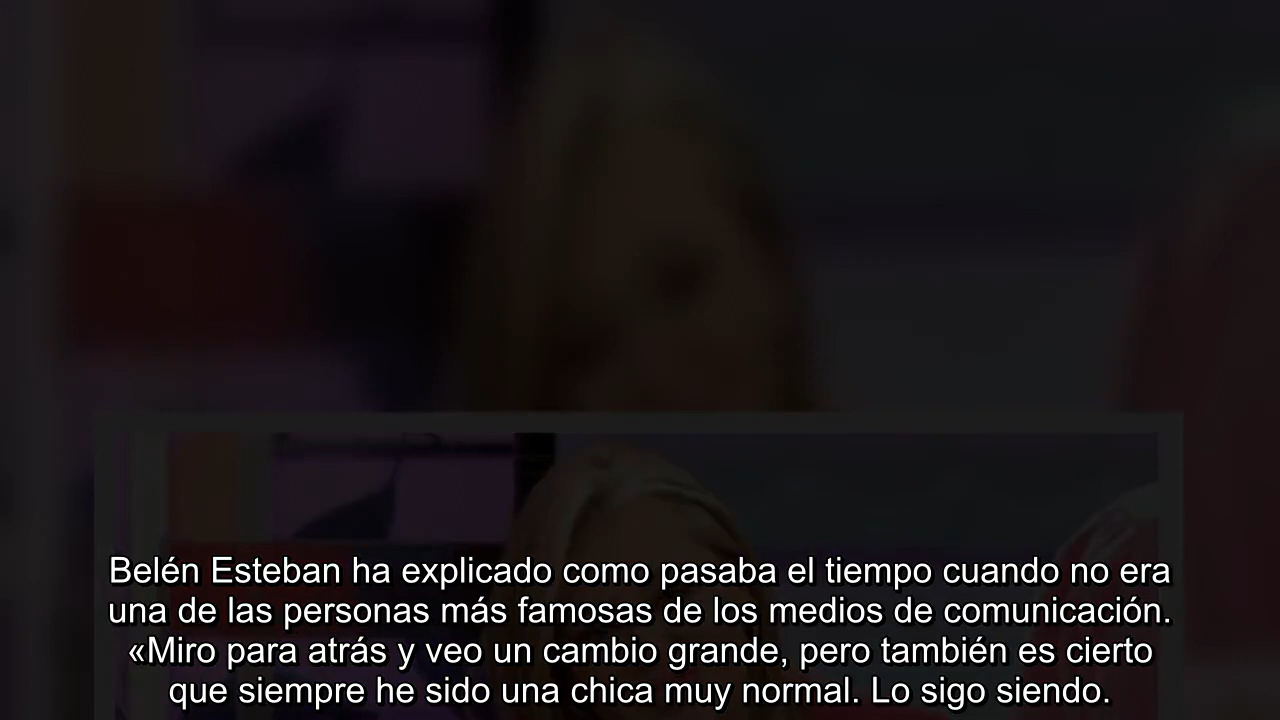 Belén Esteban ha explicado como pasaba el tiempo cuando no era
una de las personas más famosas de los medios de comunicación.
«Miro para atrás y veo un cambio grande, pero también es cierto
que siempre he sido una chica muy normal. Lo sigo siendo.